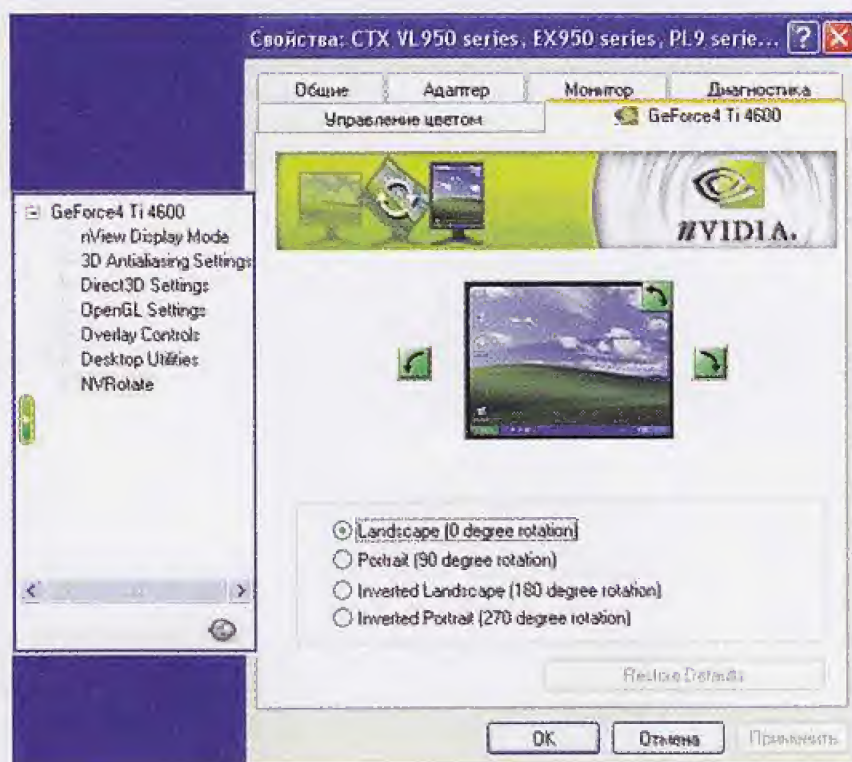 Свойства: CTX VL950 series, EX950 series, PL9 serie...
Общие
Адаптер
Монитор
Диагностика
Управление цветом
GeForce4 Ti 4600
nVIDIA.
GeForce4 Ti 4600
nView Display Mode
3D Antialiasing Settings
Direct3D Settings
OpenGL Settings
Overlay Controls
Desktop Utilities
NVRotate
Landscape (0 degree rotation)
Portrait (90 degree rotation)
Inverted Landscape (180 degree rotation)
Inverted Portrait (270 degree rotation)
Restore Defaults
OK
Отмена
Применить